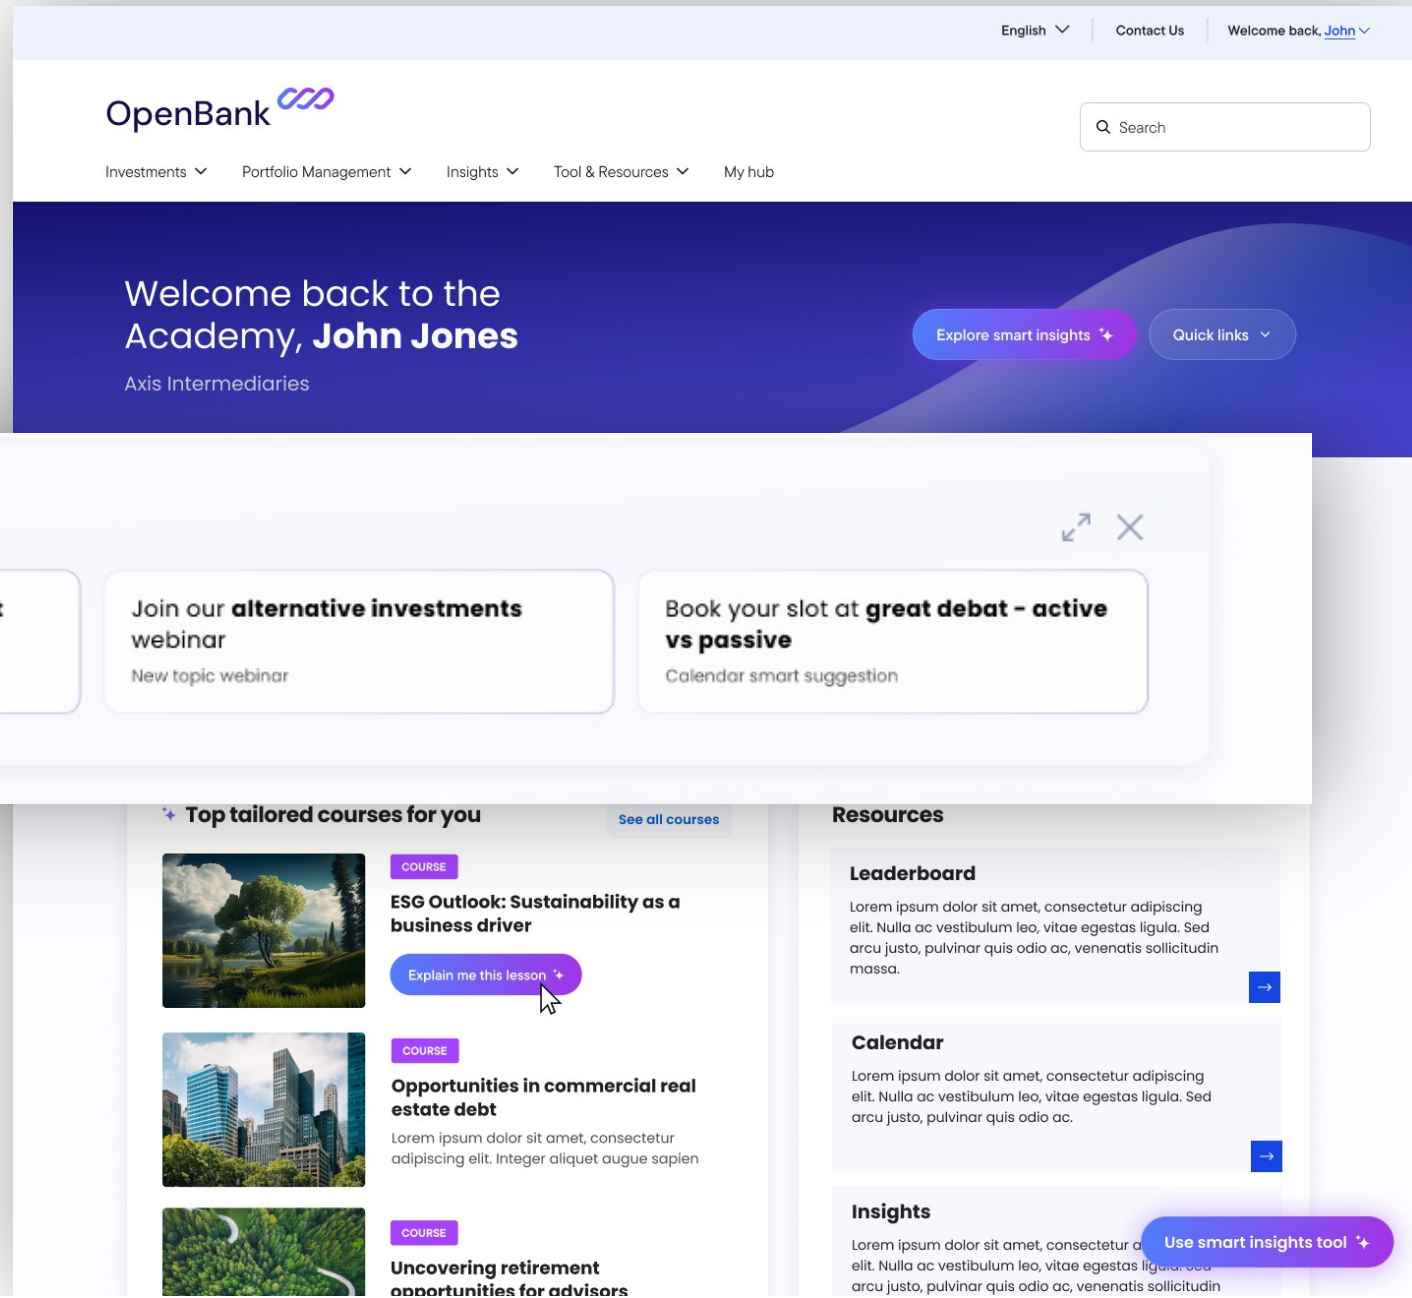 English
Contact Us
Welcome back, John
OpenBank
Search
Investments
Portfolio Management
Insights
Tool & Resources
My hub
Welcome back to the
Academy, John Jones
Axis Intermediaries
Explore smart insights
Quick links
Join our alternative investments
webinar
New topic webinar
Book your slot at great debat - active
vs passive
Calendar smart suggestion
Top tailored courses for you
See all courses
COURSE
ESG Outlook: Sustainability as a
business driver
Explain me this lesson
COURSE
Opportunities in commercial real
estate debt
Lorem ipsum dolor sit amet, consectetur
adipiscing elit. Integer aliquet augue sapien
COURSE
Uncovering retirement
opportunities for advisors
Resources
Leaderboard
Lorem ipsum dolor sit amet, consectetur adipiscing
elit. Nulla ac vestibulum leo, vitae egestas ligula. Sed
arcu justo, pulvinar quis odio ac, venenatis sollicitudin
massa.
Calendar
Lorem ipsum dolor sit amet, consectetur adipiscing
elit. Nulla ac vestibulum leo, vitae egestas ligula. Sed
arcu justo, pulvinar quis odio ac.
Insights
Lorem ipsum dolor sit amet, consectetur
elit. Nulla ac vestibulum leo, vitae egestas
arcu justo, pulvinar quis odio ac, venenatis sollicitudin
Use smart insights tool